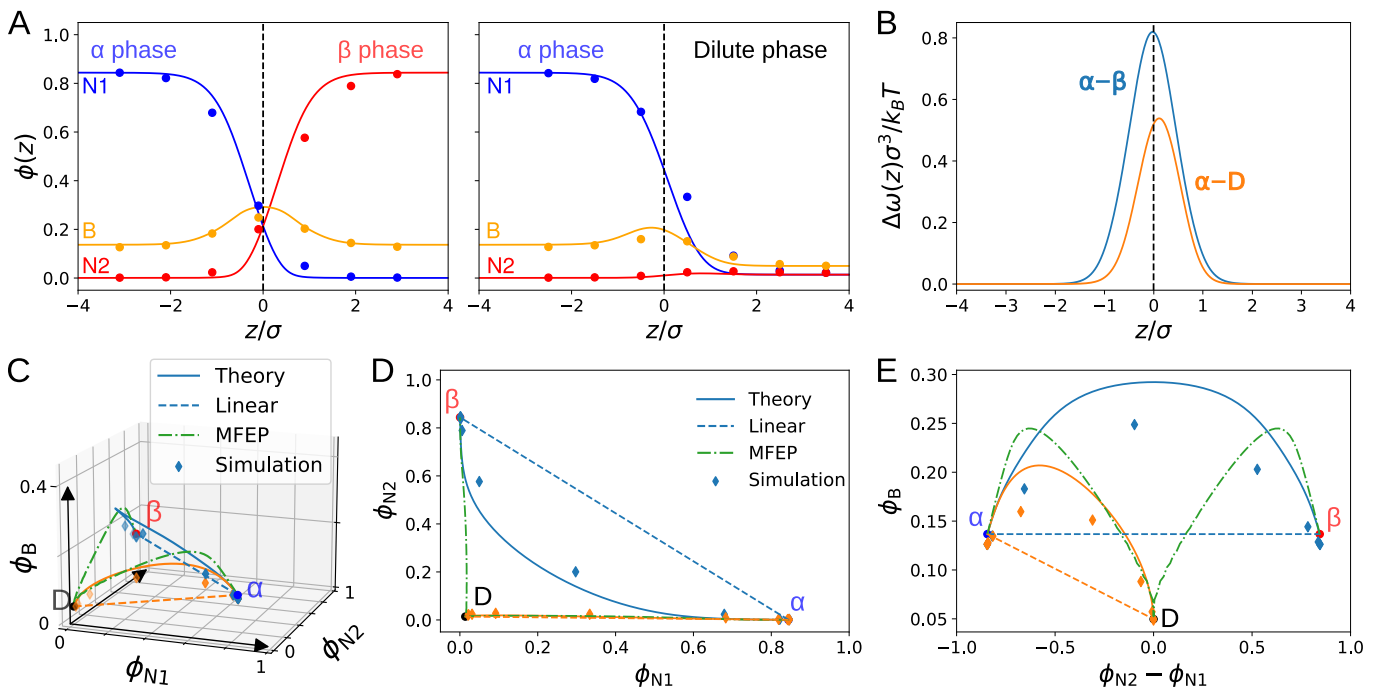 A
α phase
β phase
N1
B
N2
ϕ(z)
1.0
0.8
0.6
0.4
0.2
0.0
−4 −2 0 2 4
z/σ
α phase
Dilute phase
N1
B
N2
−4 −2 0 2 4
z/σ
B
α−β
α−D
Δω(z)σ³/k_BT
0.8
0.6
0.4
0.2
0.0
−4 −3 −2 −1 0 1 2 3 4
z/σ
C
Theory
Linear
MFEP
Simulation
0.4
ϕ_B
0
β
D
α
0
ϕ_N1
1
0
ϕ_N2
1
D
β
Theory
Linear
MFEP
Simulation
D
α
ϕ_N2
1.0
0.8
0.6
0.4
0.2
0.0
0.0 0.2 0.4 0.6 0.8 1.0
ϕ_N1
E
α
β
D
ϕ_B
0.30
0.25
0.20
0.15
0.10
0.05
−1.0 −0.5 0.0 0.5 1.0
ϕ_N2 − ϕ_N1